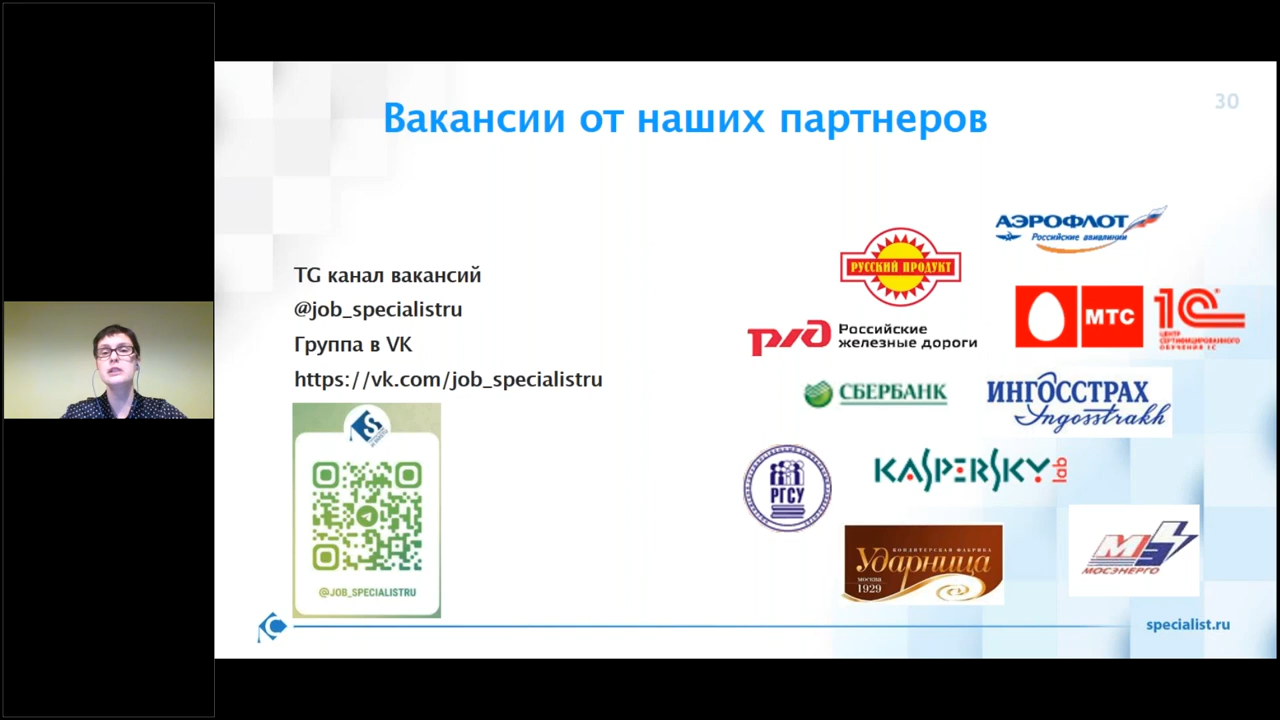 Вакансии от наших партнеров
30
TG канал вакансий
@job_specialistru
Группа в VK
https://vk.com/job_specialistru
@JOB_SPECIALISTRU
АЭРОФЛОТ
Российские авиалинии
РУССКИЙ ПРОДУКТ
МТС
1С
ЦЕНТР
СЕРТИФИЦИРОВАННОГО
ОБУЧЕНИЯ 1С
ржд
Российские
железные дороги
СБЕРБАНК
ИНГОССТРАХ
Ingosstrakh
РГСУ
KASPERSKY lab
КОНДИТЕРСКАЯ ФАБРИКА
Ударница
МОСКВА
1929
МЭ
МОСЭНЕРГО
specialist.ru